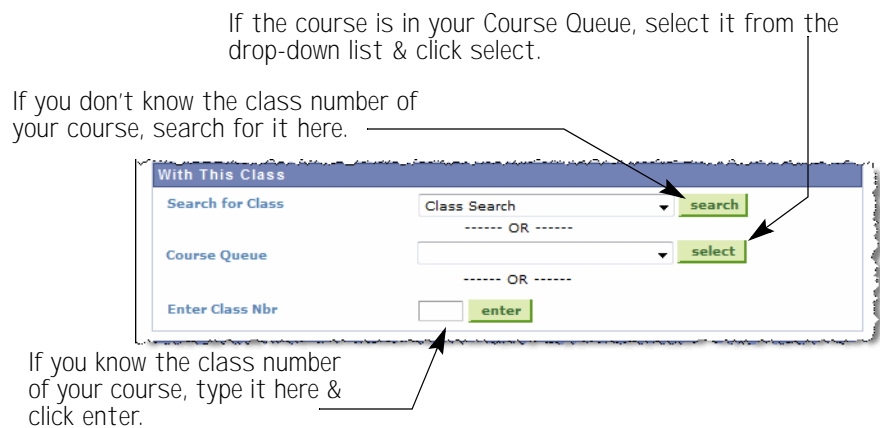 If the course is in your Course Queue, select it from the
drop-down list & click select.
If you don't know the class number of
your course, search for it here.
With This Class
Search for Class
Class Search
search
------ OR ------
Course Queue
select
------ OR ------
Enter Class Nbr
enter
If you know the class number
of your course, type it here &
click enter.